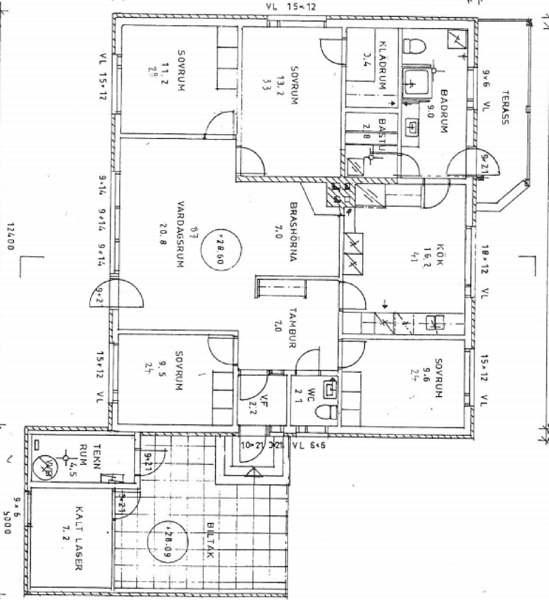 VL 15×12
SOVRUM
11.2
SOVRUM
13.2
33
KLÄDRUM
3.4
BADRUM
9.0
BASTU
2.8
TERASS
VL 15×12
9×6 VL
9×21
9×14
9×14
9×14
VARDAGSRUM
20.8
+28.60
BRASHÖRNA
7.0
KÖK
16.2
41
18×12 VL
12400
9×21
TAMBUR
7.0
SOVRUM
9.5
24
15×12 VL
VF
2.2
WC
2.1
SOVRUM
9.6
24
15×12 VL
10×21
VL 6×6
TEKN
RUM
4.5
9×21
KALT LAGER
7.2
9×21
BILTAK
+28.09
9×6
5000